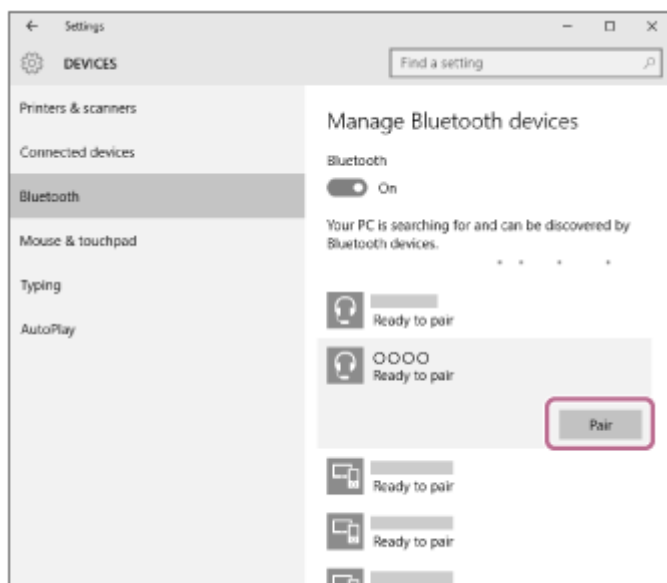 Settings
DEVICES
Find a setting
Printers & scanners
Connected devices
Bluetooth
Mouse & touchpad
Typing
AutoPlay
Manage Bluetooth devices
Bluetooth
On
Your PC is searching for and can be discovered by
Bluetooth devices.
Ready to pair
OOOO
Ready to pair
Pair
Ready to pair
Ready to pair